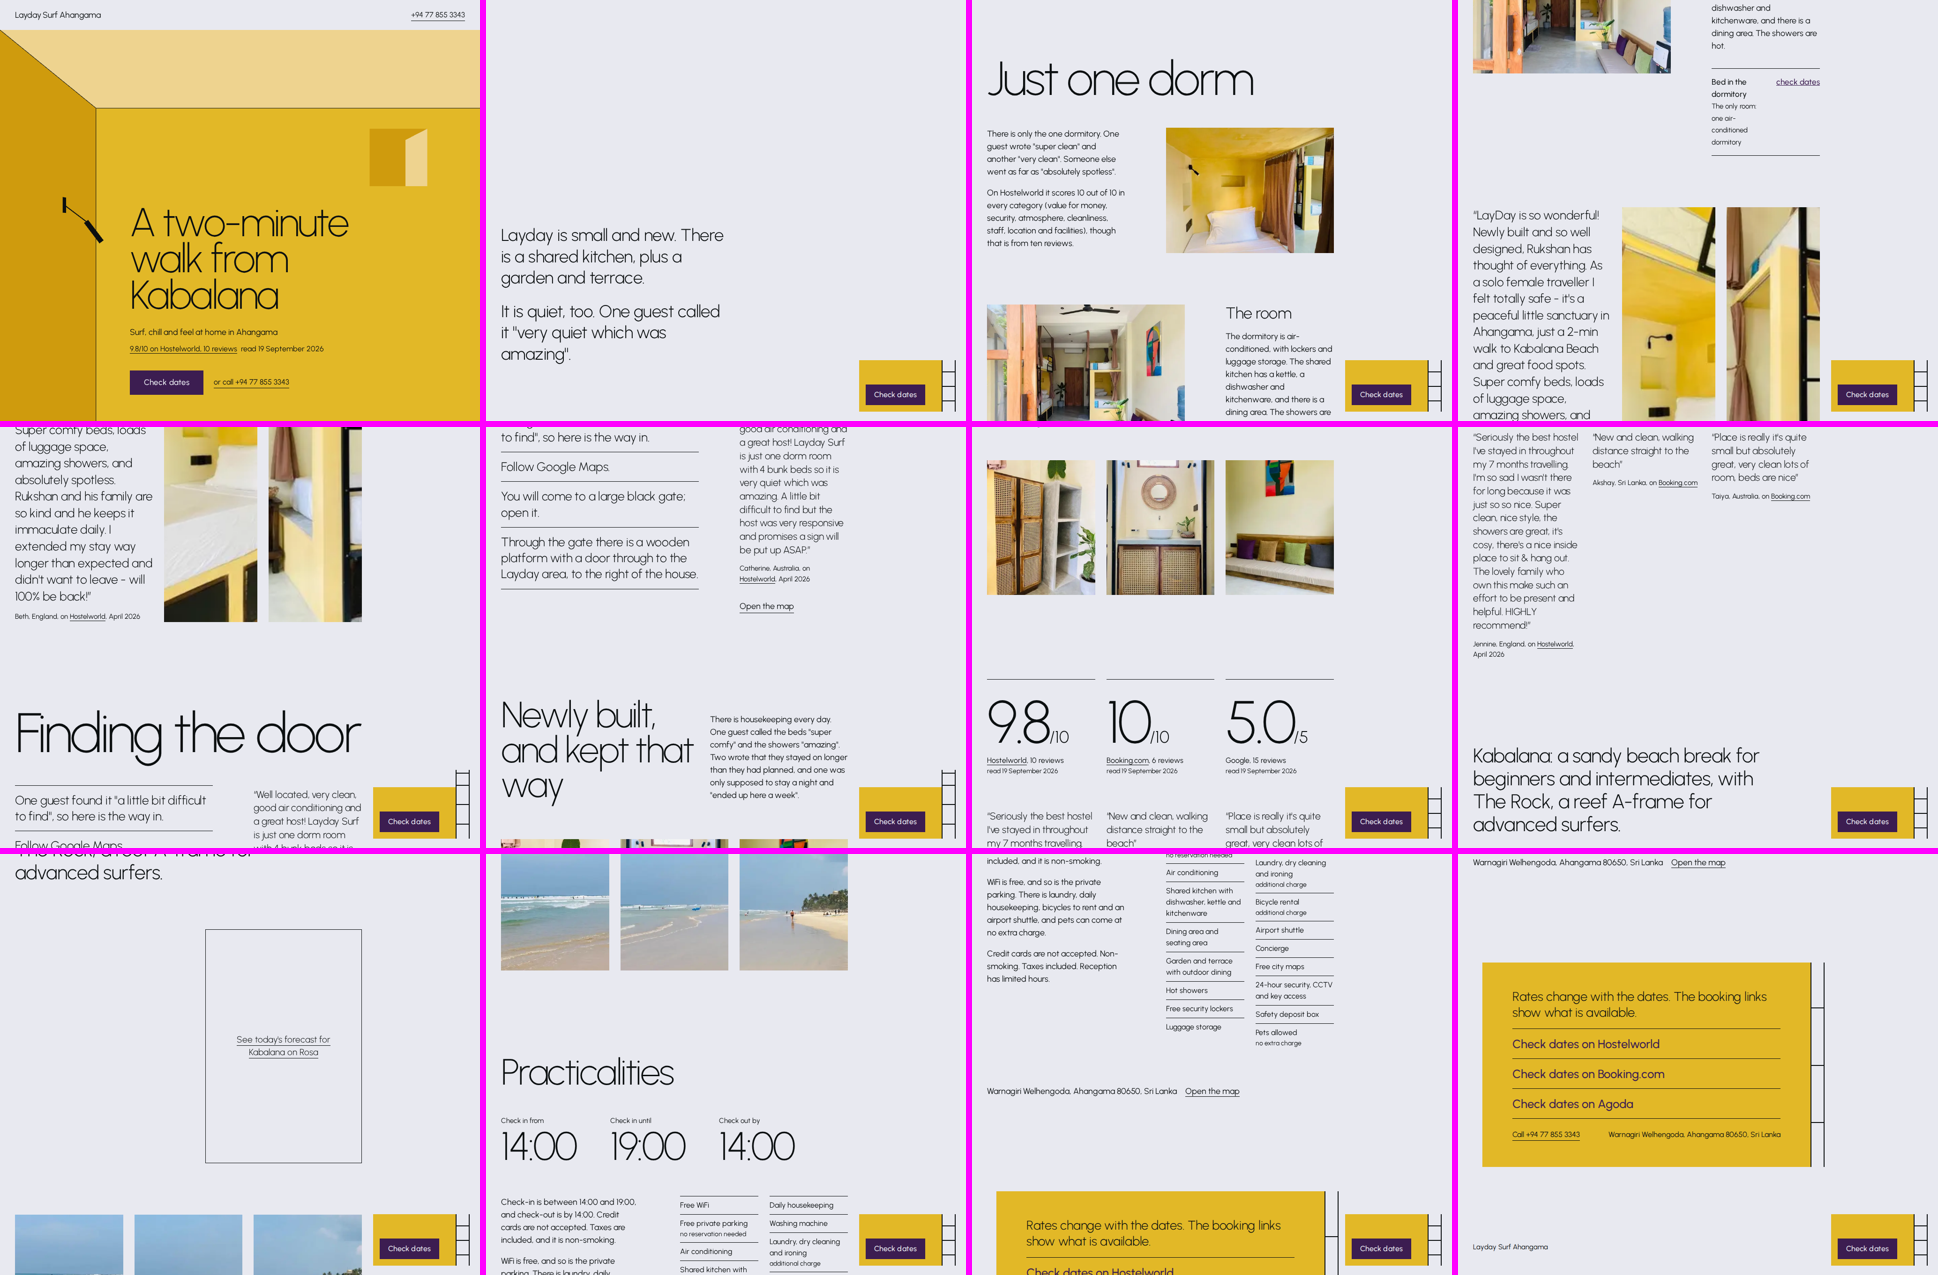 Layday Surf Ahangama
+94 77 855 3343
A two-minute
walk from
Kabalana
Surf, chill and feel at home in Ahangama
9.8/10 on Hostelworld, 10 reviews read 19 September 2026
Check dates
or call +94 77 855 3343
Layday is small and new. There
is a shared kitchen, plus a
garden and terrace.
It is quiet, too. One guest called
it "very quiet which was
amazing".
Check dates
Just one dorm
There is only the one dormitory. One
guest wrote "super clean" and
another "very clean". Someone else
went as far as "absolutely spotless".
On Hostelworld it scores 10 out of 10 in
every category (value for money,
security, atmosphere, cleanliness,
staff, location and facilities), though
that is from ten reviews.
The room
The dormitory is air-
conditioned, with lockers and
luggage storage. The shared
kitchen has a kettle, a
dishwasher and
kitchenware, and there is a
dining area. The showers are
Check dates
dishwasher and
kitchenware, and there is a
dining area. The showers are
hot.
Bed in the
dormitory
The only room:
one air-
conditioned
dormitory
check dates
"LayDay is so wonderful!
Newly built and so well
designed, Rukshan has
thought of everything. As
a solo female traveller I
felt totally safe - it's a
peaceful little sanctuary in
Ahangama, just a 2-min
walk to Kabalana Beach
and great food spots.
Super comfy beds, loads
of luggage space,
amazing showers, and
Check dates
Super comfy beds, loads
of luggage space,
amazing showers, and
absolutely spotless.
Rukshan and his family are
so kind and he keeps it
immaculate daily. I
extended my stay way
longer than expected and
didn't want to leave - will
100% be back!"
Beth, England, on Hostelworld, April 2026
Finding the door
One guest found it "a little bit difficult
to find", so here is the way in.
Follow Google Maps.
"Well located, very clean,
good air conditioning and
a great host! Layday Surf
is just one dorm room
with 4 bunk beds so it is
Check dates
to find", so here is the way in.
Follow Google Maps.
You will come to a large black gate;
open it.
Through the gate there is a wooden
platform with a door through to the
Layday area, to the right of the house.
good air conditioning and
a great host! Layday Surf
is just one dorm room
with 4 bunk beds so it is
very quiet which was
amazing. A little bit
difficult to find but the
host was very responsive
and promises a sign will
be put up ASAP."
Catherine, Australia, on
Hostelworld, April 2026
Open the map
Newly built,
and kept that
way
There is housekeeping every day.
One guest called the beds "super
comfy" and the showers "amazing".
Two wrote that they stayed on longer
than they had planned, and one was
only supposed to stay a night and
"ended up here a week".
Check dates
9.8/10
Hostelworld, 10 reviews
read 19 September 2026
10/10
Booking.com, 6 reviews
read 19 September 2026
5.0/5
Google, 15 reviews
read 19 September 2026
"Seriously the best hostel
I've stayed in throughout
my 7 months travelling.
"New and clean, walking
distance straight to the
beach"
"Place is really it's quite
small but absolutely
great, very clean lots of
Check dates
"Seriously the best hostel
I've stayed in throughout
my 7 months travelling.
I'm so sad I wasn't there
for long because it was
just so so nice. Super
clean, nice style, the
showers are great, it's
cosy, there's a nice inside
place to sit & hang out.
The lovely family who
own this make such an
effort to be present and
helpful. HIGHLY
recommend!"
Jennine, England, on Hostelworld,
April 2026
"New and clean, walking
distance straight to the
beach"
Akshay, Sri Lanka, on Booking.com
"Place is really it's quite
small but absolutely
great, very clean lots of
room, beds are nice"
Taiya, Australia, on Booking.com
Kabalana: a sandy beach break for
beginners and intermediates, with
The Rock, a reef A-frame for
advanced surfers.
Check dates
The Rock, a reef A-frame for
advanced surfers.
See today's forecast for
Kabalana on Rosa
Check dates
Practicalities
Check in from
14:00
Check in until
19:00
Check out by
14:00
Check-in is between 14:00 and 19:00,
and check-out is by 14:00. Credit
cards are not accepted. Taxes are
included, and it is non-smoking.
WiFi is free, and so is the private
parking. There is laundry, daily
Free WiFi
Free private parking
no reservation needed
Air conditioning
Shared kitchen with
Daily housekeeping
Washing machine
Laundry, dry cleaning
and ironing
additional charge
Check dates
included, and it is non-smoking.
WiFi is free, and so is the private
parking. There is laundry, daily
housekeeping, bicycles to rent and an
airport shuttle, and pets can come at
no extra charge.
Credit cards are not accepted. Non-
smoking. Taxes included. Reception
has limited hours.
no reservation needed
Air conditioning
Shared kitchen with
dishwasher, kettle and
kitchenware
Dining area and
seating area
Garden and terrace
with outdoor dining
Hot showers
Free security lockers
Luggage storage
Laundry, dry cleaning
and ironing
additional charge
Bicycle rental
additional charge
Airport shuttle
Concierge
Free city maps
24-hour security, CCTV
and key access
Safety deposit box
Pets allowed
no extra charge
Warnagiri Welhengoda, Ahangama 80650, Sri Lanka Open the map
Rates change with the dates. The booking links
show what is available.
Check dates on Hostelworld
Check dates
Warnagiri Welhengoda, Ahangama 80650, Sri Lanka Open the map
Rates change with the dates. The booking links
show what is available.
Check dates on Hostelworld
Check dates on Booking.com
Check dates on Agoda
Call +94 77 855 3343
Warnagiri Welhengoda, Ahangama 80650, Sri Lanka
Layday Surf Ahangama
Check dates